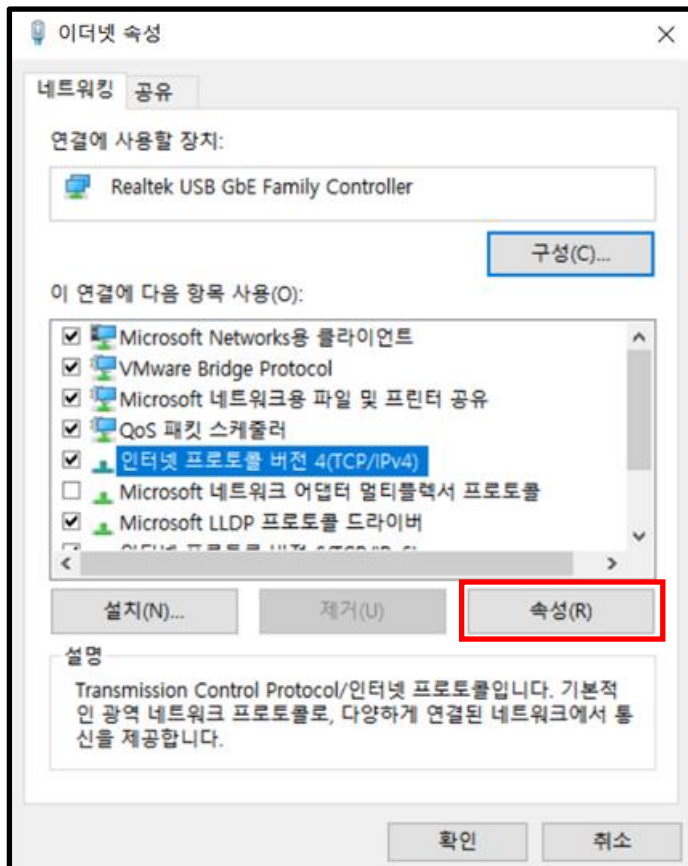 이더넷 속성
네트워킹
공유
연결에 사용할 장치:
Realtek USB GbE Family Controller
구성(C)...
이 연결에 다음 항목 사용(O):
Microsoft Networks용 클라이언트
VMware Bridge Protocol
Microsoft 네트워크용 파일 및 프린터 공유
QoS 패킷 스케줄러
인터넷 프로토콜 버전 4(TCP/IPv4)
Microsoft 네트워크 어댑터 멀티플렉서 프로토콜
Microsoft LLDP 프로토콜 드라이버
설치(N)...
제거(U)
속성(R)
설명
Transmission Control Protocol/인터넷 프로토콜입니다. 기본적
인 광역 네트워크 프로토콜로, 다양하게 연결된 네트워크에서 통
신을 제공합니다.
확인
취소